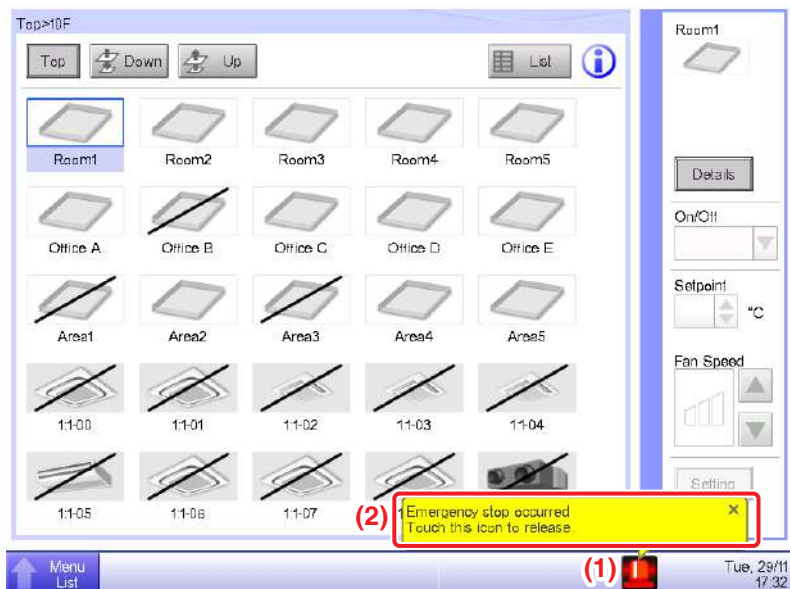 Top>10F
Top
Down
Up
List
Room1
Room2
Room3
Room4
Room5
Office A
Office B
Office C
Office D
Office E
Area1
Area2
Area3
Area4
Area5
1:1-00
1:1-01
1:1-02
1:1-03
1:1-04
1:1-05
1:1-06
1:1-07
Room1
Details
On/Off
Setpoint
°C
Fan Speed
Setting
(2)
Emergency stop occurred
Touch this icon to release.
(1)
Menu
List
Tue, 29/11
17:32